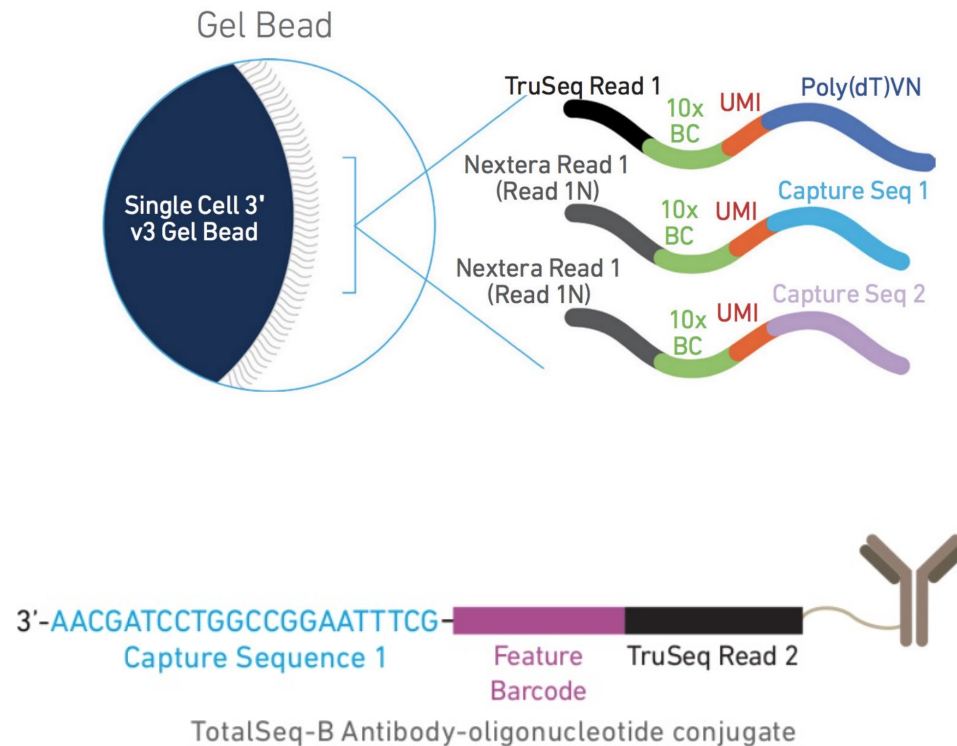 Gel Bead
Single Cell 3'
v3 Gel Bead
TruSeq Read 1
10x
BC
UMI
Poly(dT)VN
Nextera Read 1
(Read 1N)
10x
BC
UMI
Capture Seq 1
Nextera Read 1
(Read 1N)
10x
BC
UMI
Capture Seq 2
3'-AACGATCCTGGCCGGAATTTCG-
Capture Sequence 1
Feature
Barcode
TruSeq Read 2
TotalSeq-B Antibody-oligonucleotide conjugate